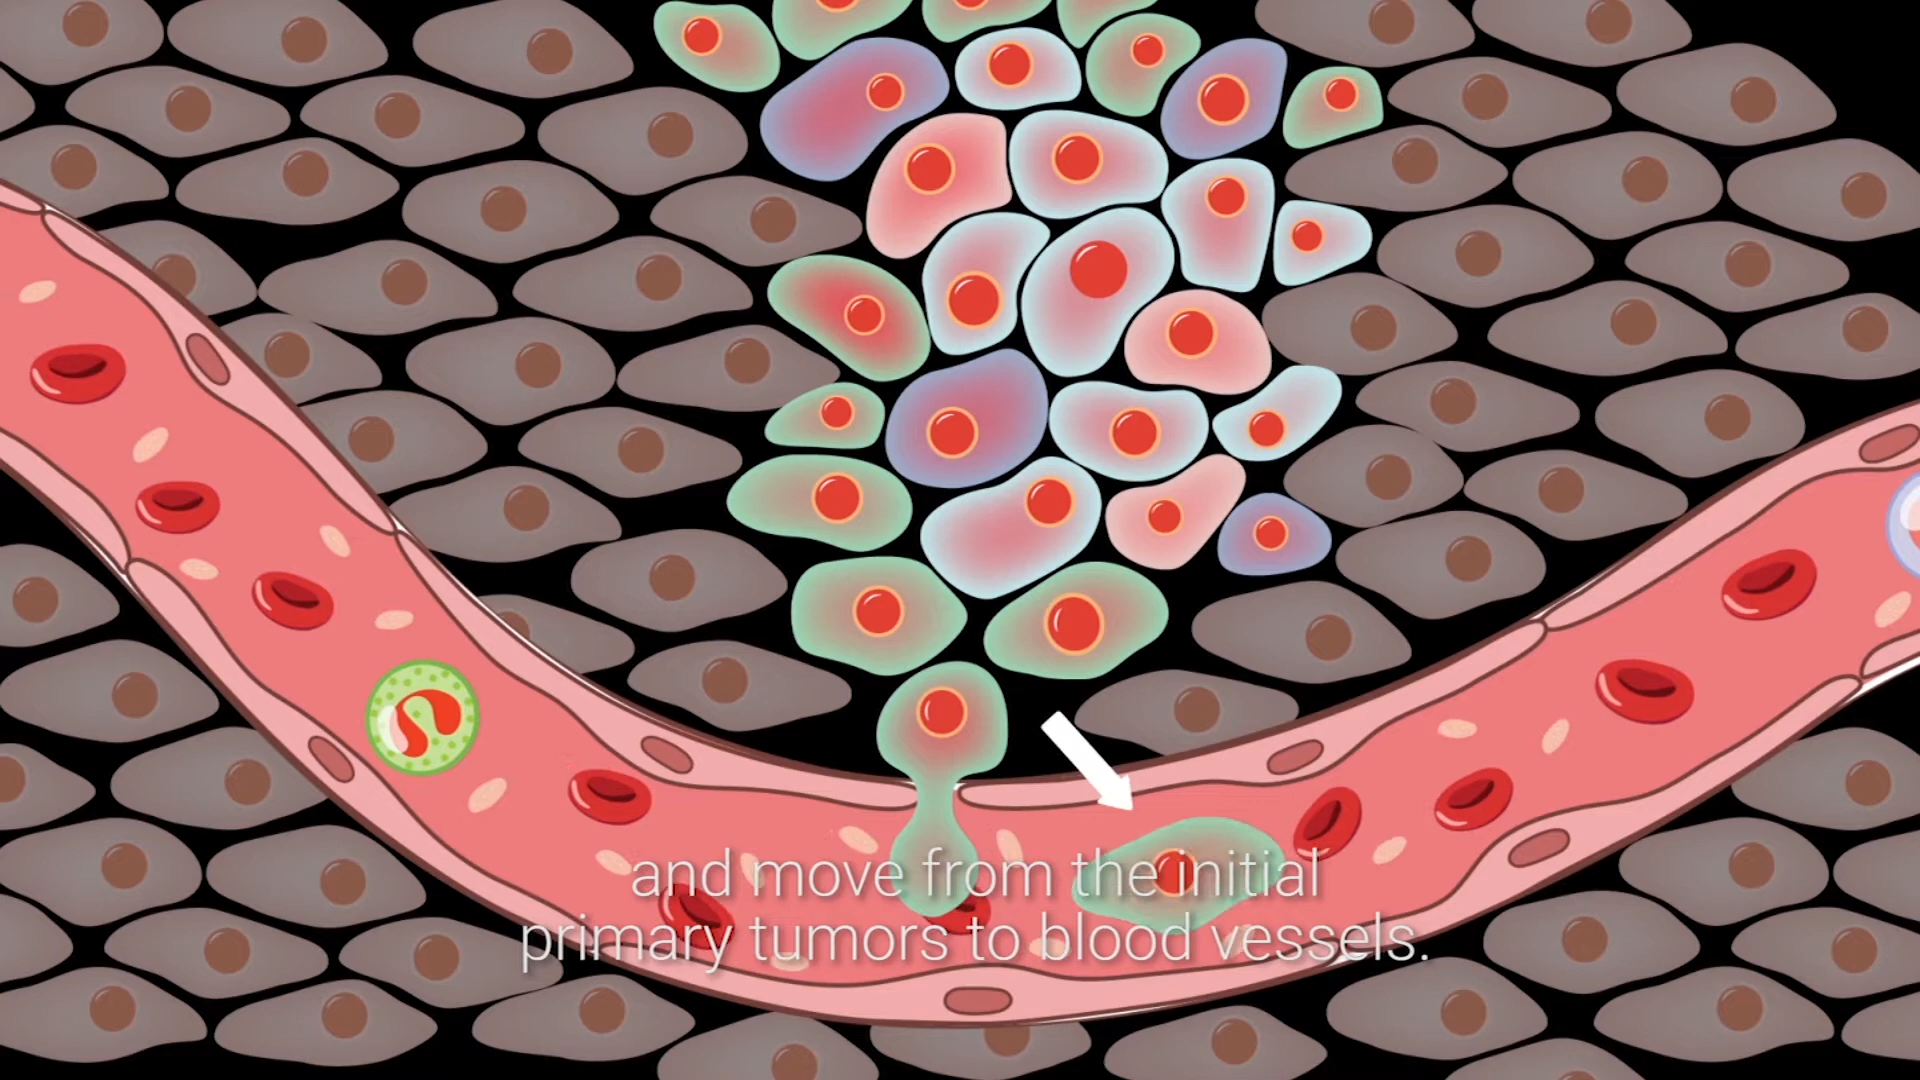 and move from the initial
primary tumors to blood vessels.